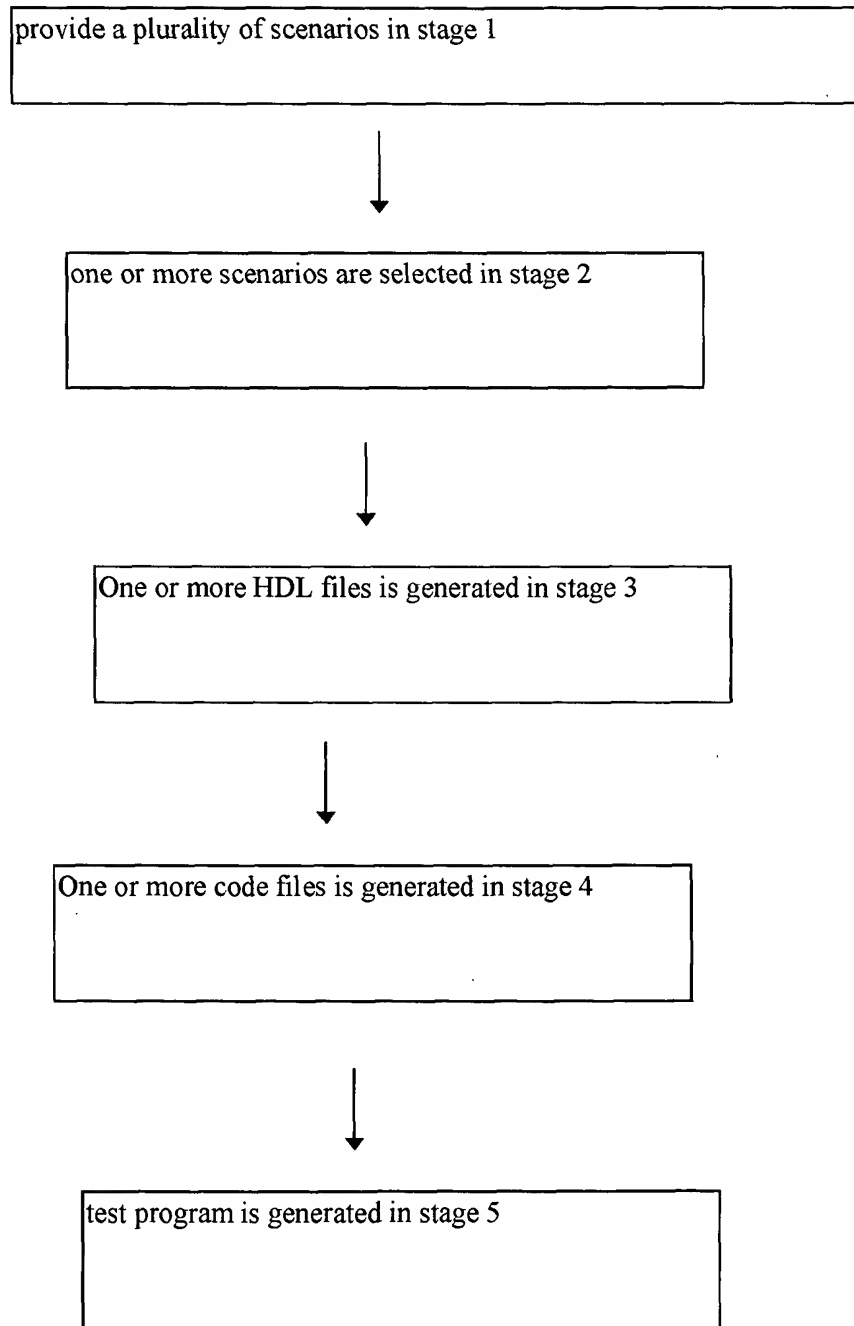 provide a plurality of scenarios in stage 1
one or more scenarios are selected in stage 2
One or more HDL files is generated in stage 3
One or more code files is generated in stage 4
test program is generated in stage 5